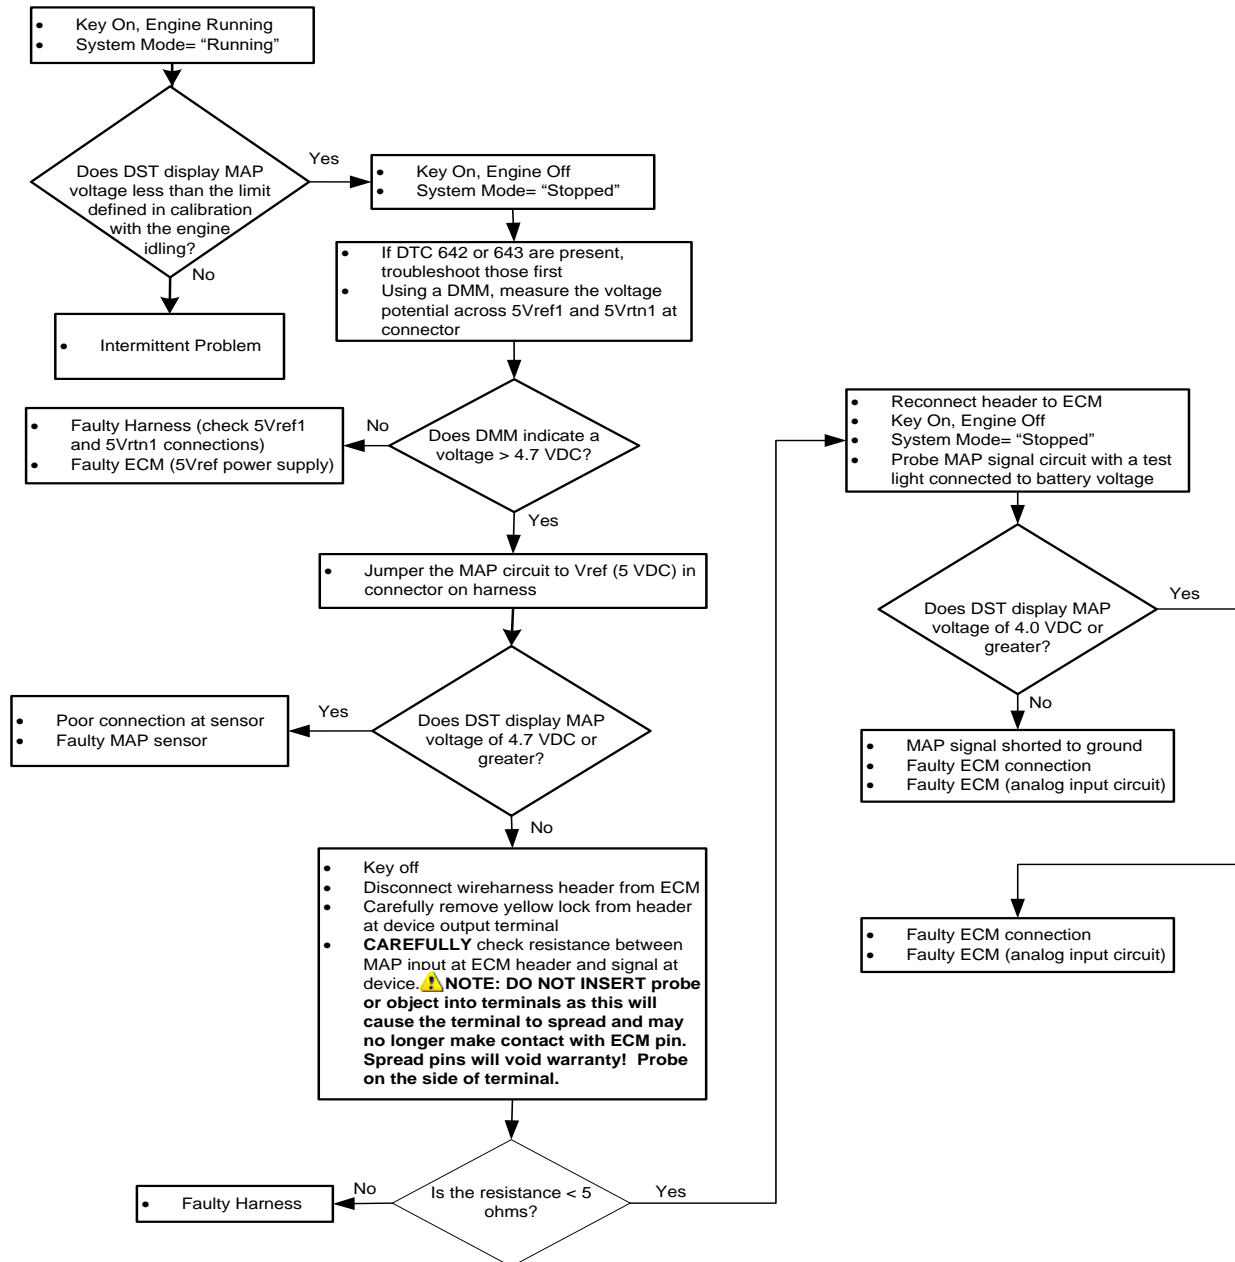 • Key On, Engine Running
• System Mode= “Running”
Does DST display MAP
voltage less than the limit
defined in calibration
with the engine
idling?
Yes
No
• Intermittent Problem
• Key On, Engine Off
• System Mode= “Stopped”
• If DTC 642 or 643 are present,
troubleshoot those first
• Using a DMM, measure the voltage
potential across 5Vref1 and 5Vrtn1 at
connector
Does DMM indicate a
voltage > 4.7 VDC?
No
• Faulty Harness (check 5Vref1
and 5Vrtn1 connections)
• Faulty ECM (5Vref power supply)
Yes
• Jumper the MAP circuit to Vref (5 VDC) in
connector on harness
Does DST display MAP
voltage of 4.7 VDC or
greater?
Yes
• Poor connection at sensor
• Faulty MAP sensor
No
• Key off
• Disconnect wireharness header from ECM
• Carefully remove yellow lock from header
at device output terminal
• CAREFULLY check resistance between
MAP input at ECM header and signal at
device. NOTE: DO NOT INSERT probe
or object into terminals as this will
cause the terminal to spread and may
no longer make contact with ECM pin.
Spread pins will void warranty! Probe
on the side of terminal.
Is the resistance < 5
ohms?
No
• Faulty Harness
Yes
• Reconnect header to ECM
• Key On, Engine Off
• System Mode= “Stopped”
• Probe MAP signal circuit with a test
light connected to battery voltage
Does DST display MAP
voltage of 4.0 VDC or
greater?
Yes
No
• MAP signal shorted to ground
• Faulty ECM connection
• Faulty ECM (analog input circuit)
• Faulty ECM connection
• Faulty ECM (analog input circuit)